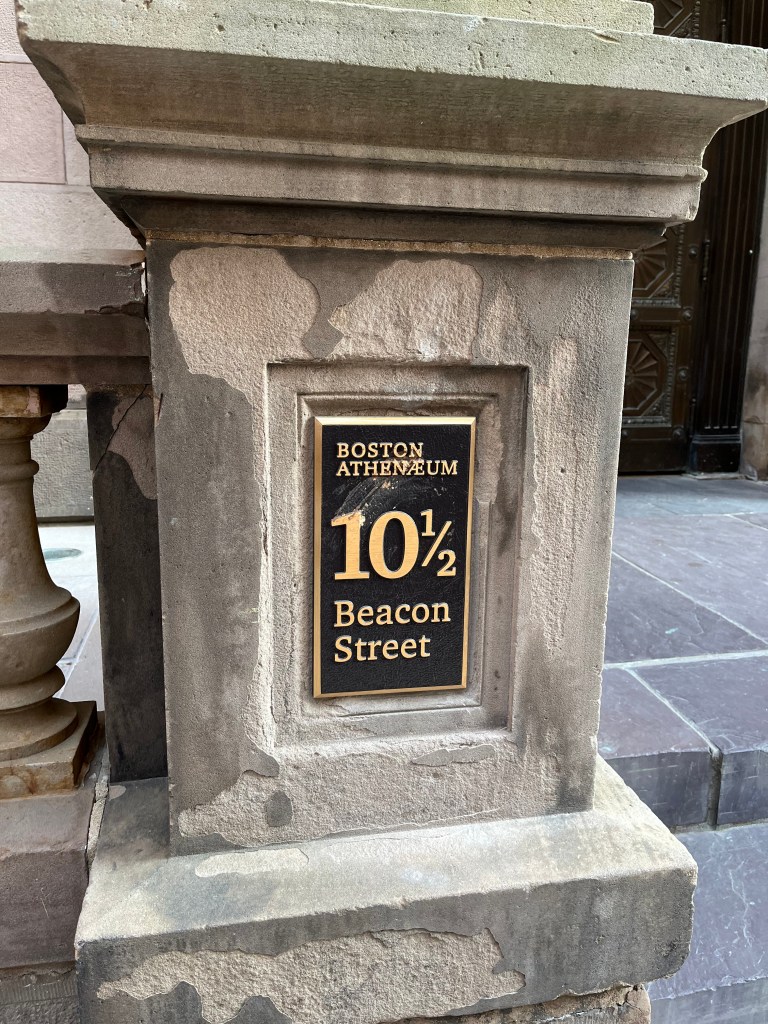 BOSTON
ATHENÆUM
10½
Beacon
Street